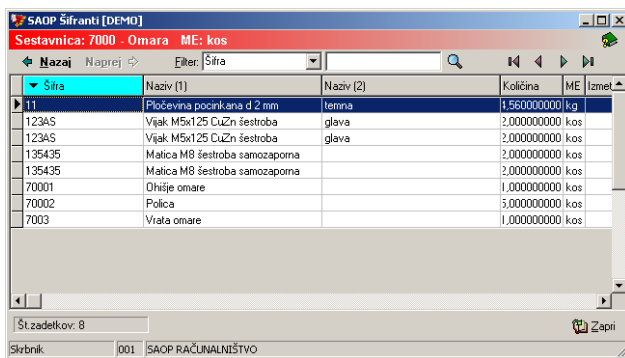 SAOP Šifranti [DEMO]
Sestavnica: 7000 - Omara ME: kos
Nazaj Naprej Filter: Šifra
Šifra Naziv (1) Naziv (2) Količina ME Izmet
11 Pločevina pocinkana d 2 mm temna 4,560000000 kg
123AS Vijak M5x125 CuZn šestroba glava 2,000000000 kos
123AS Vijak M5x125 CuZn šestroba glava 2,000000000 kos
135435 Matica M8 šestroba samozaporna 2,000000000 kos
135435 Matica M8 šestroba samozaporna 2,000000000 kos
70001 Ohišje omare 1,000000000 kos
70002 Polica 5,000000000 kos
7003 Vrata omare 1,000000000 kos
Št.zadetkov: 8 Zapri
Skrbnik 001 SAOP RAČUNALNIŠTVO